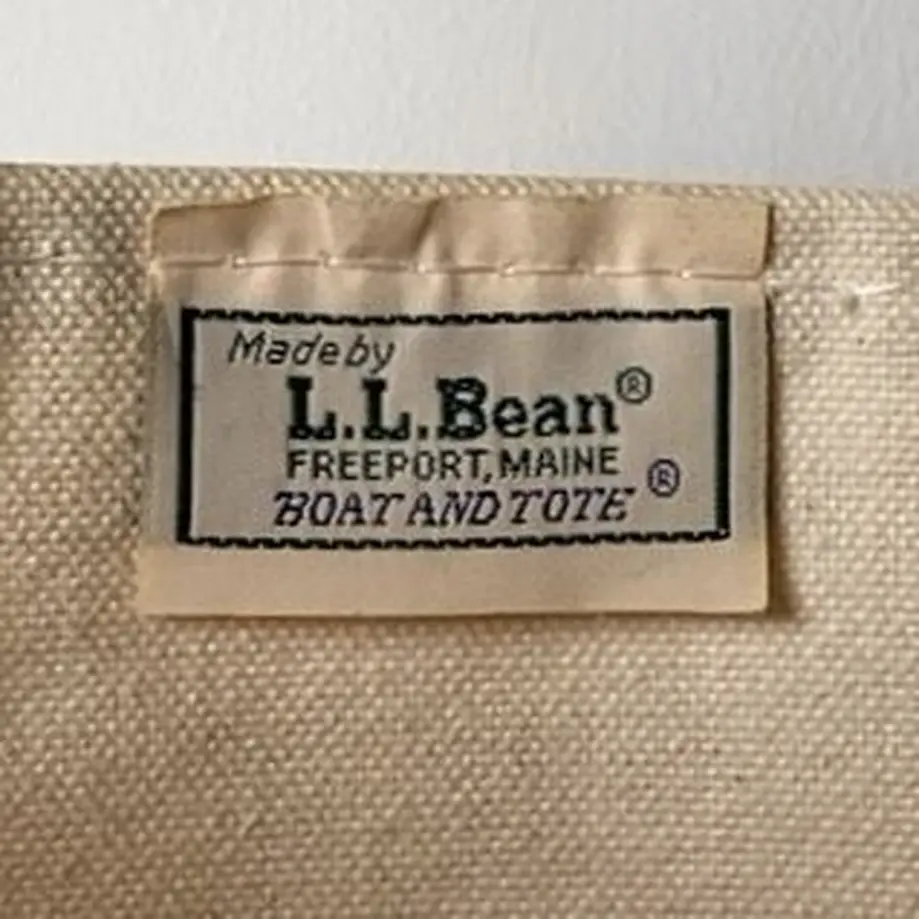 Made by
L.L.Bean®
FREEPORT, MAINE
BOAT AND TOTE ®